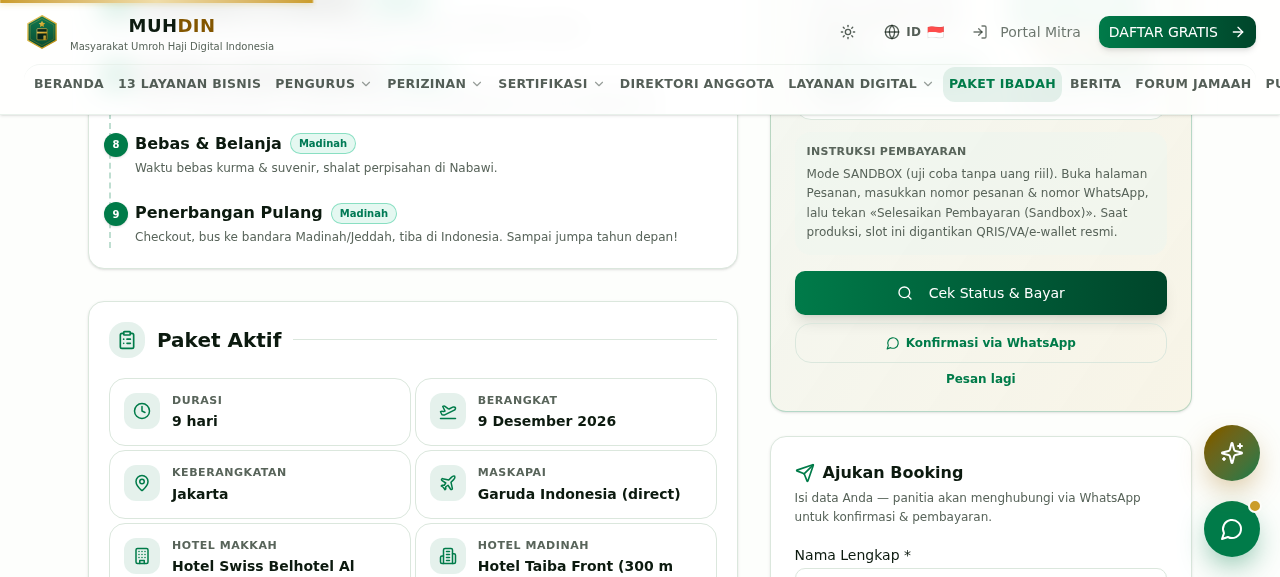 MUHDIN
Masyarakat Umroh Haji Digital Indonesia
ID
Portal Mitra
DAFTAR GRATIS
BERANDA
13 LAYANAN BISNIS
PENGURUS
PERIZINAN
SERTIFIKASI
DIREKTORI ANGGOTA
LAYANAN DIGITAL
PAKET IBADAH
BERITA
FORUM JAMAAH
8
Bebas & Belanja
Madinah
Waktu bebas kurma & suvenir, shalat perpisahan di Nabawi.
9
Penerbangan Pulang
Madinah
Checkout, bus ke bandara Madinah/Jeddah, tiba di Indonesia. Sampai jumpa tahun depan!
Paket Aktif
DURASI
9 hari
BERANGKAT
9 Desember 2026
KEBERANGKATAN
Jakarta
MASKAPAI
Garuda Indonesia (direct)
HOTEL MAKKAH
Hotel Swiss Belhotel Al
HOTEL MADINAH
Hotel Taiba Front (300 m
INSTRUKSI PEMBAYARAN
Mode SANDBOX (uji coba tanpa uang riil). Buka halaman
Pesanan, masukkan nomor pesanan & nomor WhatsApp,
lalu tekan «Selesaikan Pembayaran (Sandbox)». Saat
produksi, slot ini digantikan QRIS/VA/e-wallet resmi.
Cek Status & Bayar
Konfirmasi via WhatsApp
Pesan lagi
Ajukan Booking
Isi data Anda — panitia akan menghubungi via WhatsApp
untuk konfirmasi & pembayaran.
Nama Lengkap *